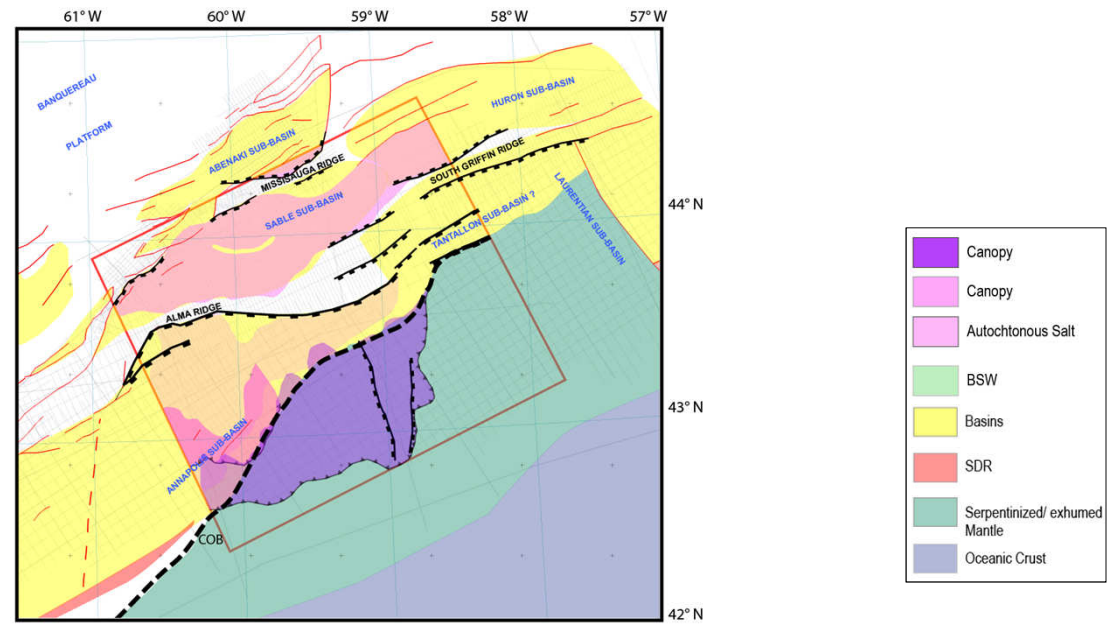 61° W
60° W
59° W
58° W
57° W
BANQUEREAU
PLATFORM
ABENAKI SUB-BASIN
HURON SUB-BASIN
MISSISAUGA RIDGE
SOUTH GRIFFIN RIDGE
SABLE SUB-BASIN
TANTALLON SUB-BASIN ?
LAURENTIAN SUB-BASIN
44° N
ALMA RIDGE
43° N
ANNAPOLIS SUB-BASIN
COB
42° N
Canopy
Canopy
Autochtonous Salt
BSW
Basins
SDR
Serpentinized/ exhumed
Mantle
Oceanic Crust